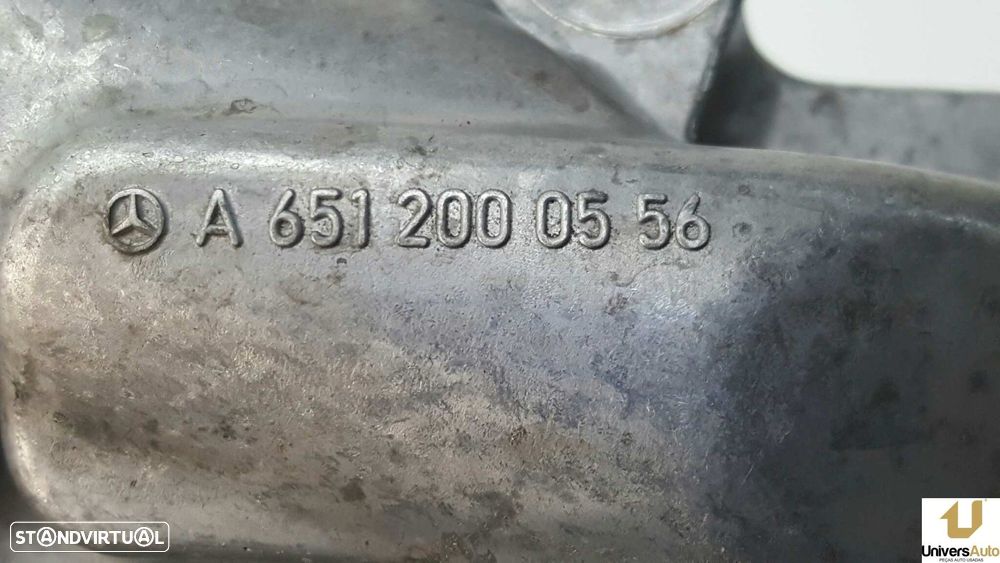 A 651 200 05 56
STANDVIRTUAL
UniversAuto
PEÇAS AUTO USADAS